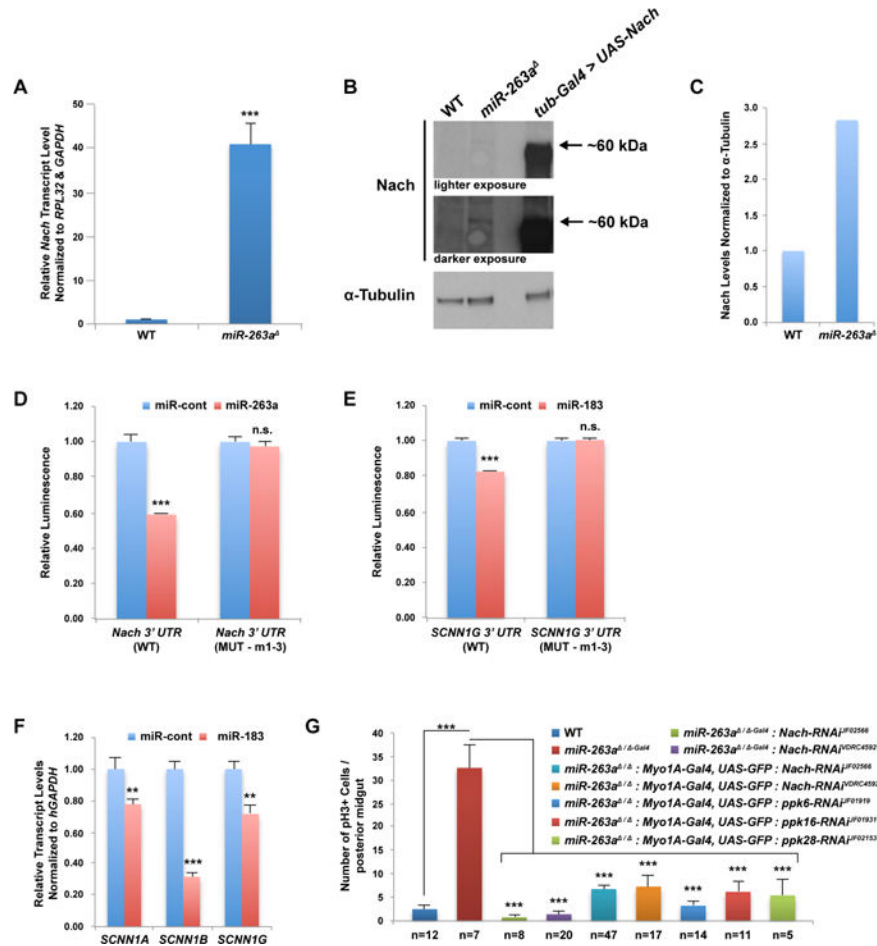 A
Relative Nach Transcript Level
Normalized to RPL32 & GAPDH
50
45
40
30
20
10
0
***
WT
miR-263aΔ
B
WT
miR-263aΔ
tub-Gal4 > UAS-Nach
Nach
~60 kDa
lighter exposure
~60 kDa
darker exposure
α-Tubulin
C
Nach Levels Normalized to α-Tubulin
3.0
2.5
2.0
1.5
1.0
0.5
0
WT
miR-263aΔ
D
miR-cont
miR-263a
Relative Luminescence
1.20
1.00
0.80
0.60
0.40
0.20
0.00
***
n.s.
Nach 3' UTR
(WT)
Nach 3' UTR
(MUT - m1-3)
E
miR-cont
miR-183
Relative Luminescence
1.20
1.00
0.80
0.60
0.40
0.20
0.00
***
n.s.
SCNN1G 3' UTR
(WT)
SCNN1G 3' UTR
(MUT - m1-3)
F
miR-cont
miR-183
Relative Transcript Levels
Normalized to hGAPDH
1.20
1.00
0.80
0.60
0.40
0.20
0.00
**
***
**
SCNN1A
SCNN1B
SCNN1G
G
Number of pH3+ Cells /
posterior midgut
40
35
30
25
20
15
10
5
0
***
WT
miR-263aΔ/Δ-Gal4
miR-263aΔ/Δ-Gal4 : Nach-RNAiJF02566
miR-263aΔ/Δ-Gal4 : Nach-RNAiVDRC4592
miR-263aΔ/Δ : Myo1A-Gal4, UAS-GFP : Nach-RNAiJF02566
miR-263aΔ/Δ : Myo1A-Gal4, UAS-GFP : Nach-RNAiVDRC4592
miR-263aΔ/Δ : Myo1A-Gal4, UAS-GFP : ppk6-RNAiJF01919
miR-263aΔ/Δ : Myo1A-Gal4, UAS-GFP : ppk16-RNAiJF01931
miR-263aΔ/Δ : Myo1A-Gal4, UAS-GFP : ppk28-RNAiJF02153
*** *** *** *** *** *** ***
n=12 n=7 n=8 n=20 n=47 n=17 n=14 n=11 n=5